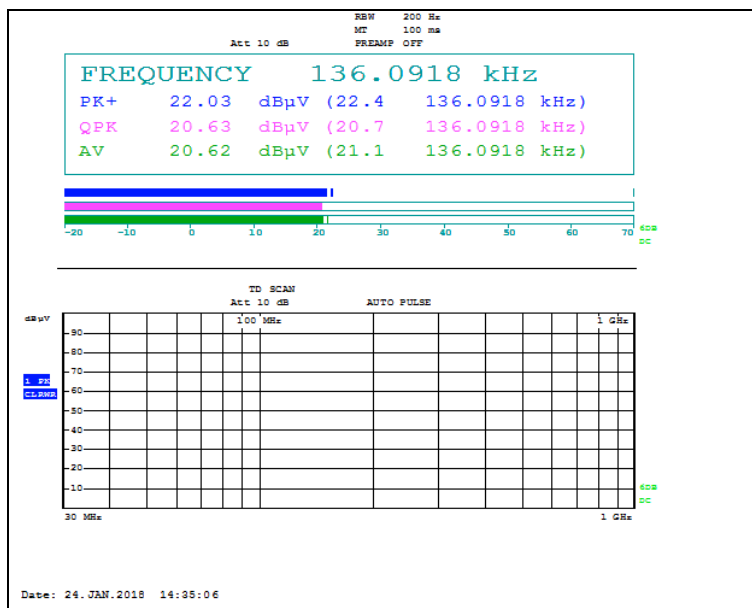 RBW 200 Hz
MT 100 ms
Att 10 dB PREAMP OFF
FREQUENCY 136.0918 kHz
PK+ 22.03 dBµV (22.4 136.0918 kHz)
QPK 20.63 dBµV (20.7 136.0918 kHz)
AV 20.62 dBµV (21.1 136.0918 kHz)
-20 -10 0 10 20 30 40 50 60 70
6DB
DC
TD SCAN
Att 10 dB AUTO PULSE
dBµV
100 MHz 1 GHz
90
80
70
1 PK
60
CLRWR
50
40
30
20
10
6DB
DC
30 MHz 1 GHz
Date: 24.JAN.2018 14:35:06